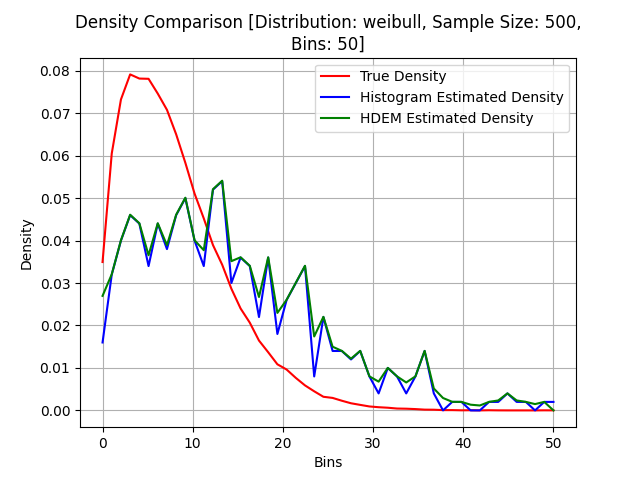 Density Comparison [Distribution: weibull, Sample Size: 500,
Bins: 50]
True Density
Histogram Estimated Density
HDEM Estimated Density
Density
0.08
0.07
0.06
0.05
0.04
0.03
0.02
0.01
0.00
0 10 20 30 40 50
Bins